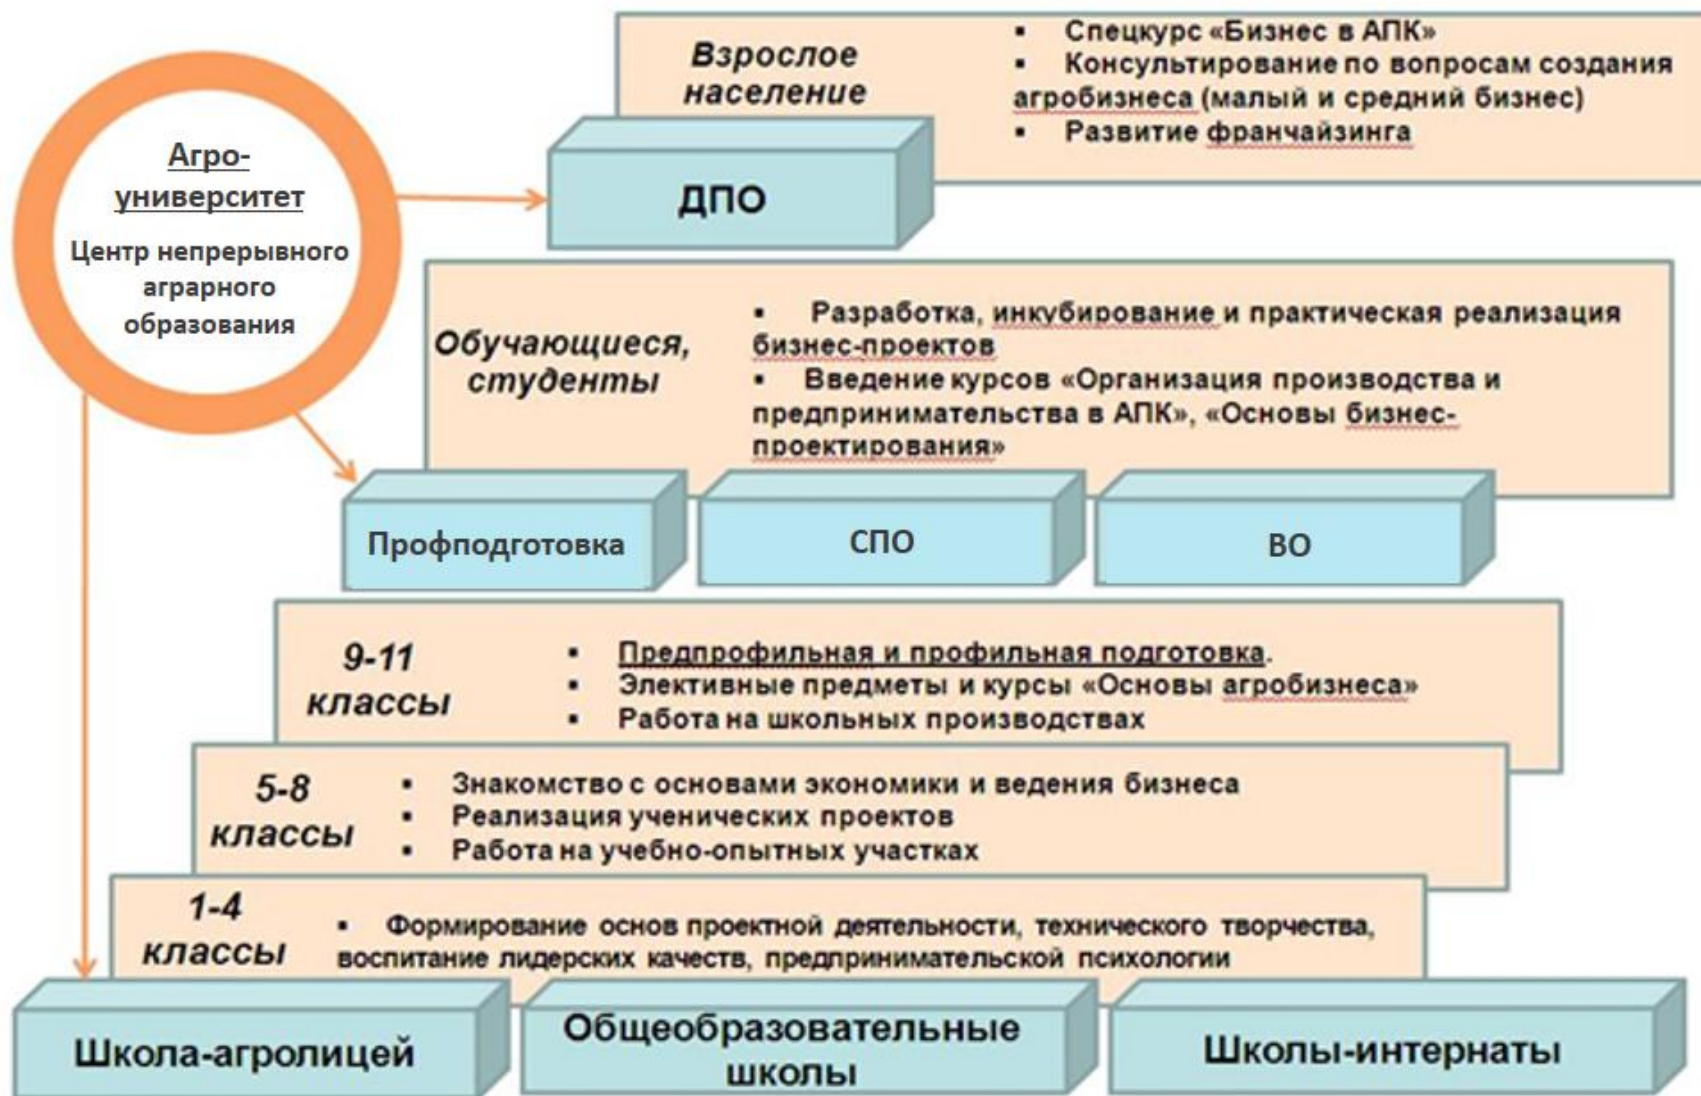 Агро-
университет
Центр непрерывного
аграрного
образования
Взрослое
население
▪ Спецкурс «Бизнес в АПК»
▪ Консультирование по вопросам создания
агробизнеса (малый и средний бизнес)
▪ Развитие франчайзинга
ДПО
Обучающиеся,
студенты
▪ Разработка, инкубирование и практическая реализация
бизнес-проектов
▪ Введение курсов «Организация производства и
предпринимательства в АПК», «Основы бизнес-
проектирования»
Профподготовка
СПО
ВО
9-11
классы
▪ Предпрофильная и профильная подготовка.
▪ Элективные предметы и курсы «Основы агробизнеса»
▪ Работа на школьных производствах
5-8
классы
▪ Знакомство с основами экономики и ведения бизнеса
▪ Реализация ученических проектов
▪ Работа на учебно-опытных участках
1-4
классы
▪ Формирование основ проектной деятельности, технического творчества,
воспитание лидерских качеств, предпринимательской психологии
Школа-агролицей
Общеобразовательные
школы
Школы-интернаты